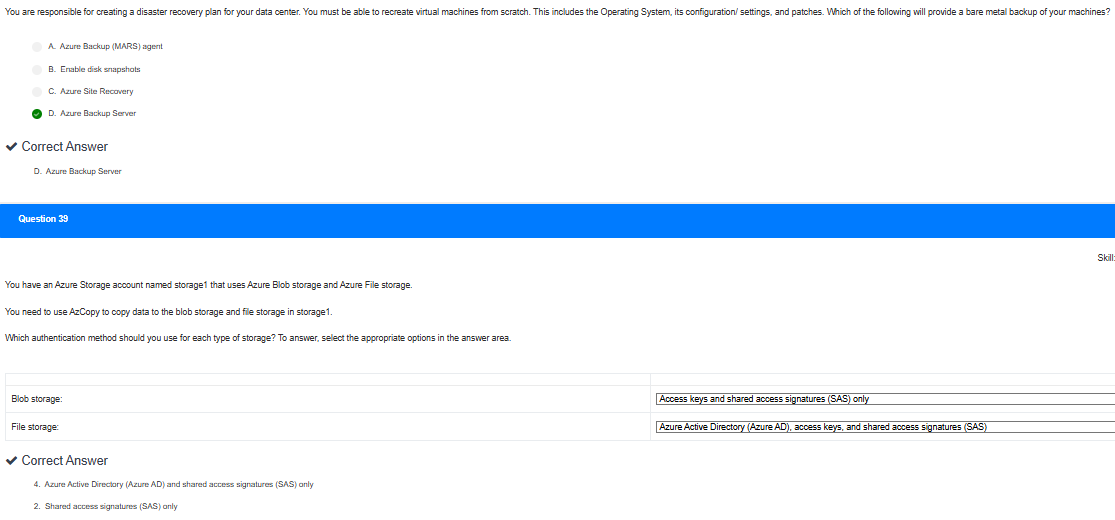 You are responsible for creating a disaster recovery plan for your data center. You must be able to recreate virtual machines from scratch. This includes the Operating System, its configuration/ settings, and patches. Which of the following will provide a bare metal backup of your machines?
A. Azure Backup (MARS) agent
B. Enable disk snapshots
C. Azure Site Recovery
D. Azure Backup Server
Correct Answer
D. Azure Backup Server
Question 39
Skill:
You have an Azure Storage account named storage1 that uses Azure Blob storage and Azure File storage.
You need to use AzCopy to copy data to the blob storage and file storage in storage1.
Which authentication method should you use for each type of storage? To answer, select the appropriate options in the answer area.
Blob storage: Access keys and shared access signatures (SAS) only
File storage: Azure Active Directory (Azure AD), access keys, and shared access signatures (SAS)
Correct Answer
4. Azure Active Directory (Azure AD) and shared access signatures (SAS) only
2. Shared access signatures (SAS) only